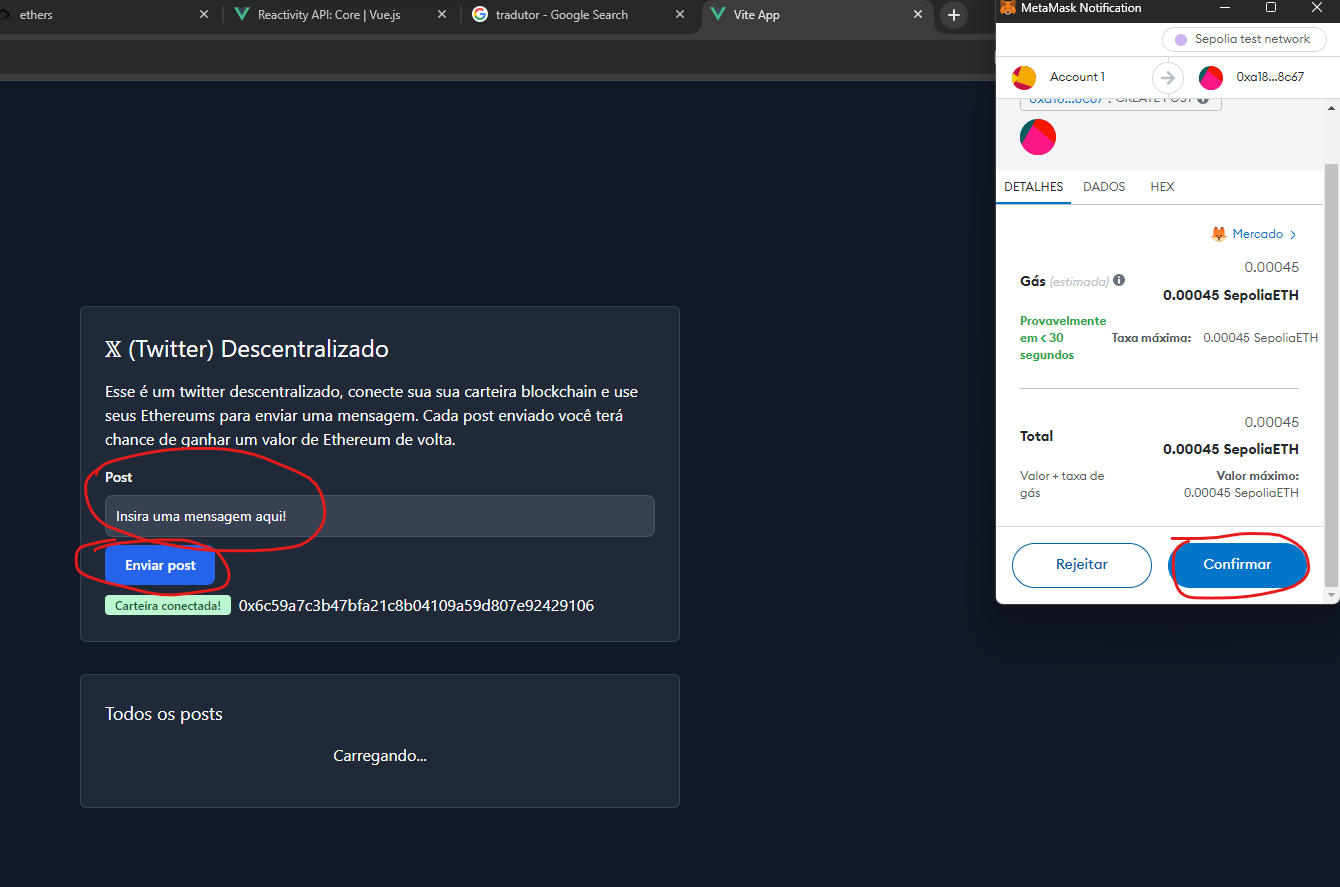 ethers
Reactivity API: Core | Vue.js
tradutor - Google Search
Vite App
𝕏 (Twitter) Descentralizado
Esse é um twitter descentralizado, conecte sua sua carteira blockchain e use
seus Ethereums para enviar uma mensagem. Cada post enviado você terá
chance de ganhar um valor de Ethereum de volta.
Post
Insira uma mensagem aqui!
Enviar post
Carteira conectada! 0x6c59a7c3b47bfa21c8b04109a59d807e92429106
Todos os posts
Carregando...
MetaMask Notification
Sepolia test network
Account 1
0xa18...8c67
0xa18...8c67 : CREATE POST
DETALHES DADOS HEX
Mercado
0.00045
Gás (estimada)
0.00045 SepoliaETH
Provavelmente
em < 30
segundos
Taxa máxima: 0.00045 SepoliaETH
0.00045
Total
0.00045 SepoliaETH
Valor + taxa de
gás
Valor máximo:
0.00045 SepoliaETH
Rejeitar
Confirmar